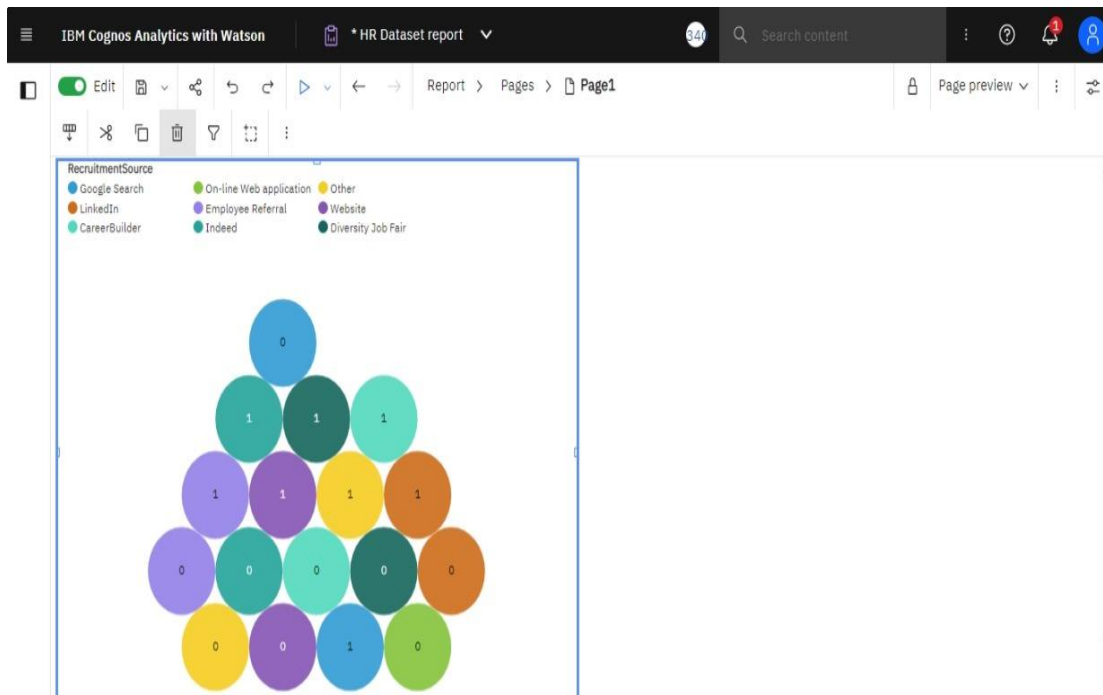 IBM Cognos Analytics with Watson
* HR Dataset report
340
Search content
1
Edit
Report > Pages > Page1
Page preview
RecruitmentSource
Google Search On-line Web application Other
LinkedIn Employee Referral Website
CareerBuilder Indeed Diversity Job Fair
0
1 1 1
1 1 1 1
0 0 0 0 0
0 0 1 0